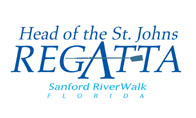 Head of the St. Johns
REGATTA
Sanford RiverWalk
FLORIDA